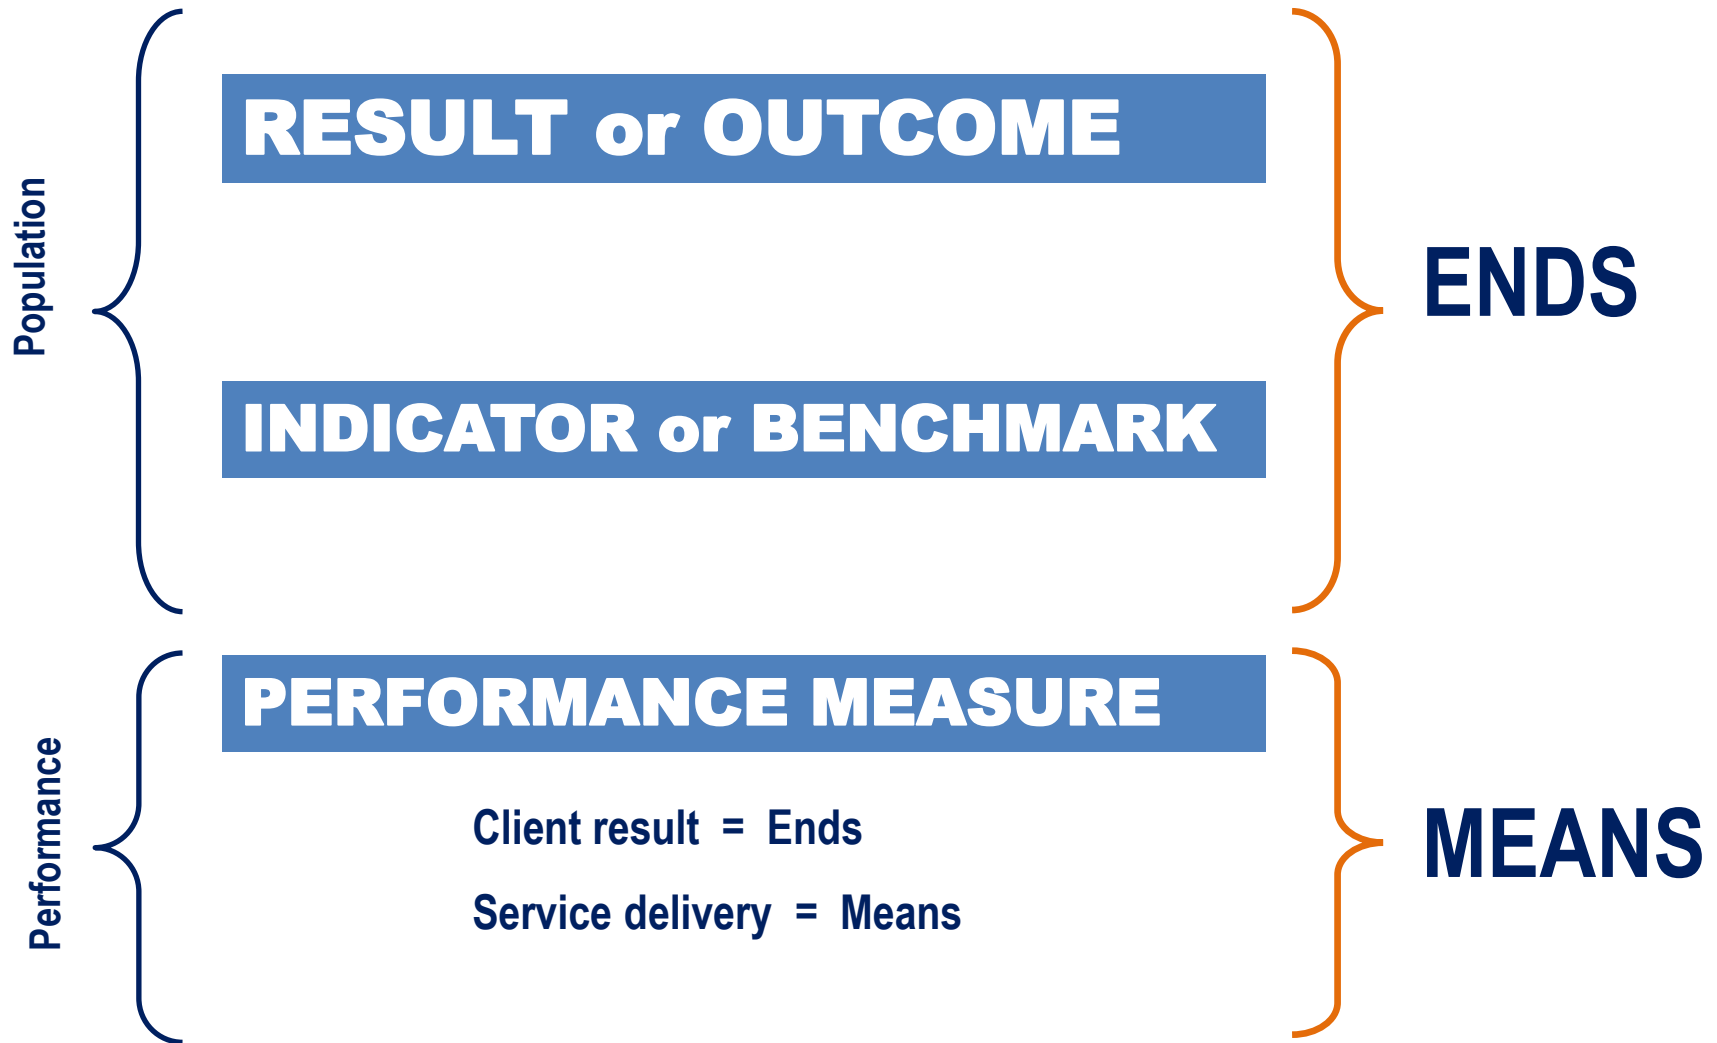 Population
RESULT or OUTCOME
INDICATOR or BENCHMARK
ENDS
Performance
PERFORMANCE MEASURE
Client result = Ends
Service delivery = Means
MEANS